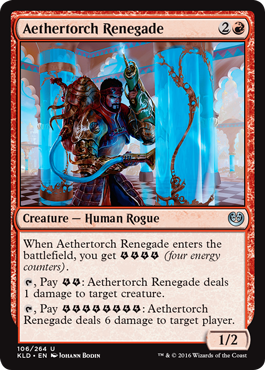 Aethertorch Renegade 2
Creature — Human Rogue
When Aethertorch Renegade enters the
battlefield, you get (four energy
counters).
, Pay : Aethertorch Renegade deals
1 damage to target creature.
, Pay : Aethertorch
Renegade deals 6 damage to target player.
1/2
106/264 U
KLD • EN Johann Bodin
™ & © 2016 Wizards of the Coast